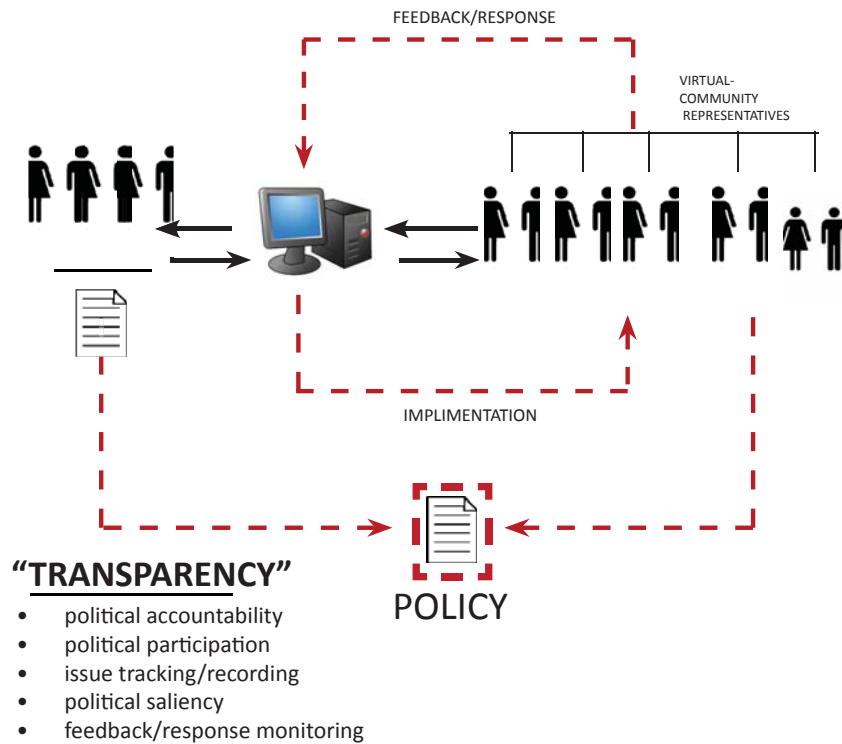 FEEDBACK/RESPONSE
VIRTUAL-
COMMUNITY
REPRESENTATIVES
IMPLIMENTATION
POLICY
“TRANSPARENCY”
• political accountability
• political participation
• issue tracking/recording
• political saliency
• feedback/response monitoring